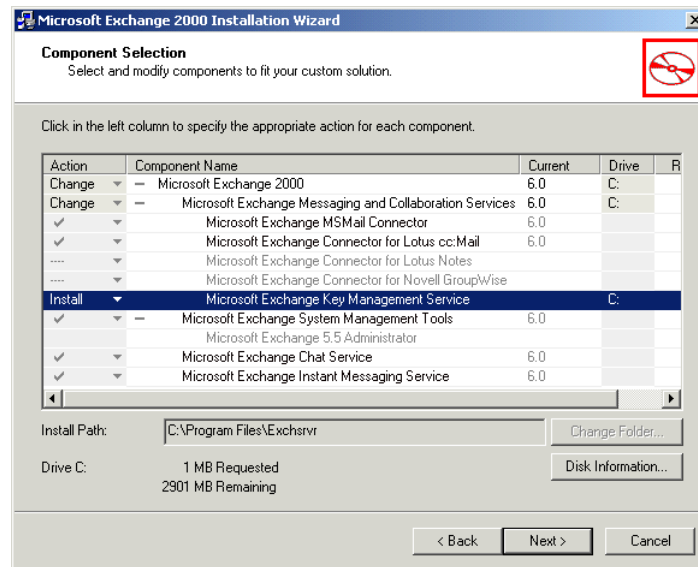 Microsoft Exchange 2000 Installation Wizard
Component Selection
Select and modify components to fit your custom solution.
Click in the left column to specify the appropriate action for each component.
Action Component Name Current Drive R
Change Microsoft Exchange 2000 6.0 C:
Change Microsoft Exchange Messaging and Collaboration Services 6.0 C:
Microsoft Exchange MSMail Connector 6.0
Microsoft Exchange Connector for Lotus cc:Mail 6.0
---- Microsoft Exchange Connector for Lotus Notes
---- Microsoft Exchange Connector for Novell GroupWise
Install Microsoft Exchange Key Management Service C:
Microsoft Exchange System Management Tools 6.0
Microsoft Exchange 5.5 Administrator
Microsoft Exchange Chat Service 6.0
Microsoft Exchange Instant Messaging Service 6.0
Install Path: C:\Program Files\Exchsrvr Change Folder...
Drive C: 1 MB Requested Disk Information...
2901 MB Remaining
< Back Next > Cancel